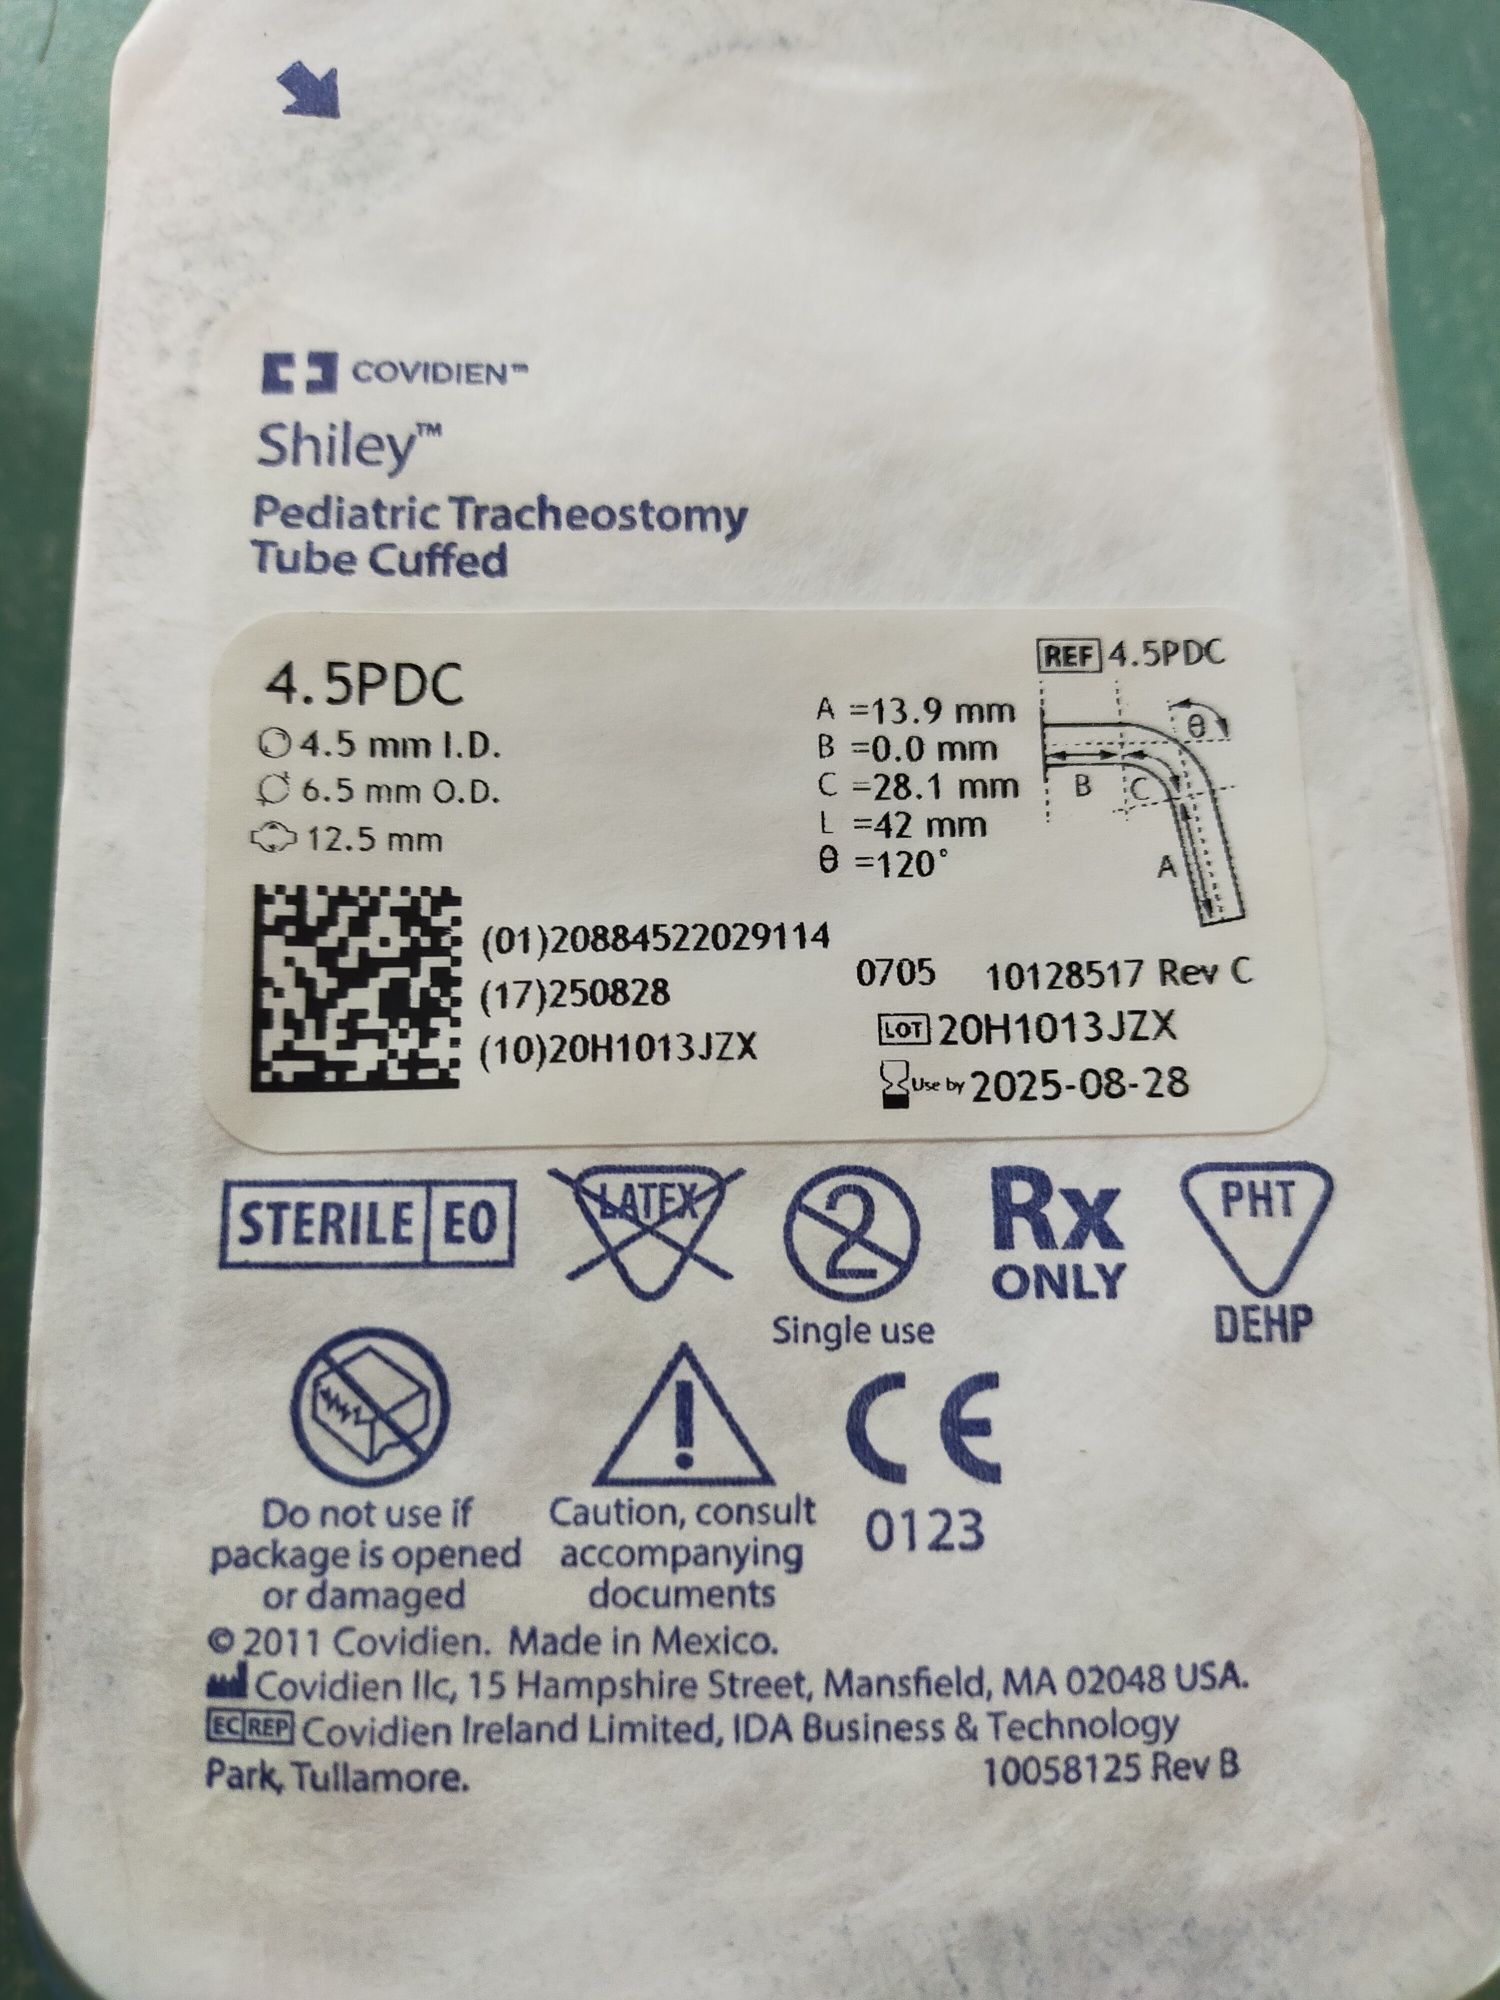 COVIDIEN™
Shiley™
Pediatric Tracheostomy
Tube Cuffed
4.5PDC
4.5 mm I.D.
6.5 mm O.D.
12.5 mm
REF 4.5PDC
A =13.9 mm
B =0.0 mm
C =28.1 mm
L =42 mm
θ =120°
θ
B
C
A
(01)20884522029114
(17)250828
(10)20H1013JZX
0705 10128517 Rev C
LOT 20H1013JZX
Use by 2025-08-28
STERILE EO
LATEX
2
Single use
Rx
ONLY
PHT
DEHP
Do not use if
package is opened
or damaged
!
Caution, consult
accompanying
documents
CE
0123
© 2011 Covidien. Made in Mexico.
Covidien llc, 15 Hampshire Street, Mansfield, MA 02048 USA.
EC REP Covidien Ireland Limited, IDA Business & Technology
Park, Tullamore.
10058125 Rev B